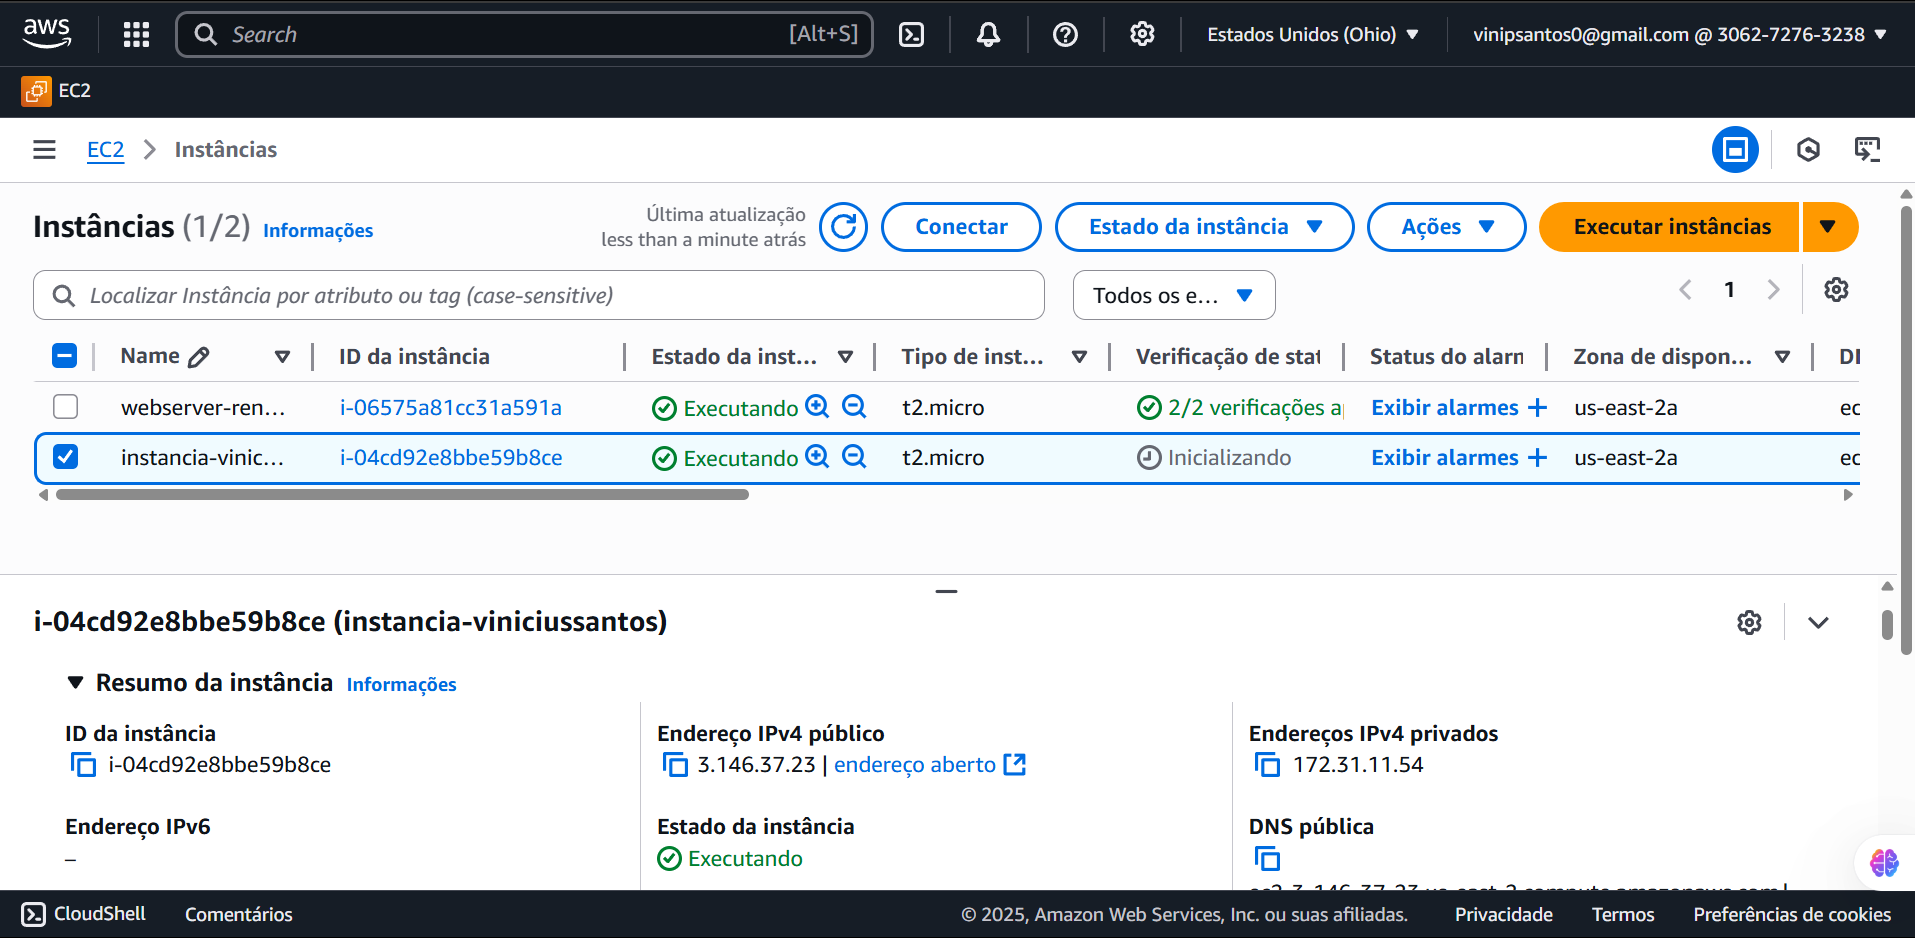 aws Search [Alt+S] Estados Unidos (Ohio) vinipsantos0@gmail.com @ 3062-7276-3238
EC2
EC2 Instâncias
Instâncias (1/2) Informações
Última atualização
less than a minute atrás
Conectar Estado da instância Ações Executar instâncias
Localizar Instância por atributo ou tag (case-sensitive) Todos os e... 1
Name ID da instância Estado da inst... Tipo de inst... Verificação de stat Status do alarn Zona de dispon...
webserver-ren... i-06575a81cc31a591a Executando t2.micro 2/2 verificações a Exibir alarmes + us-east-2a ec
instancia-vinic... i-04cd92e8bbe59b8ce Executando t2.micro Inicializando Exibir alarmes + us-east-2a ec
i-04cd92e8bbe59b8ce (instancia-viniciussantos)
Resumo da instância Informações
ID da instância
i-04cd92e8bbe59b8ce
Endereço IPv4 público
3.146.37.23 | endereço aberto
Endereços IPv4 privados
172.31.11.54
Endereço IPv6
–
Estado da instância
Executando
DNS pública
CloudShell Comentários © 2025, Amazon Web Services, Inc. ou suas afiliadas. Privacidade Termos Preferências de cookies